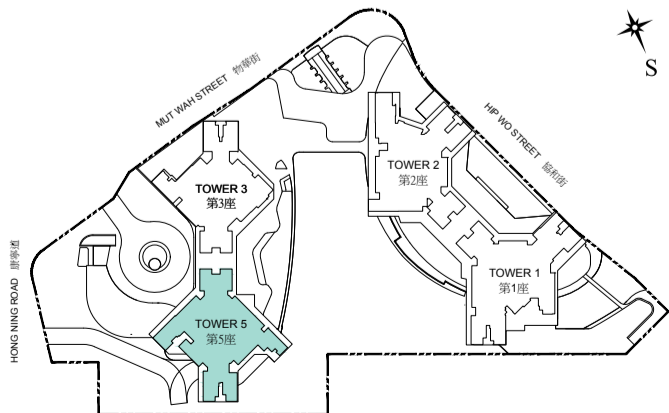 MUT WAH STREET 物華街
S
HIP WO STREET 協和街
TOWER 2
第2座
TOWER 3
第3座
HONG NING ROAD 康寧道
TOWER 1
第1座
TOWER 5
第5座